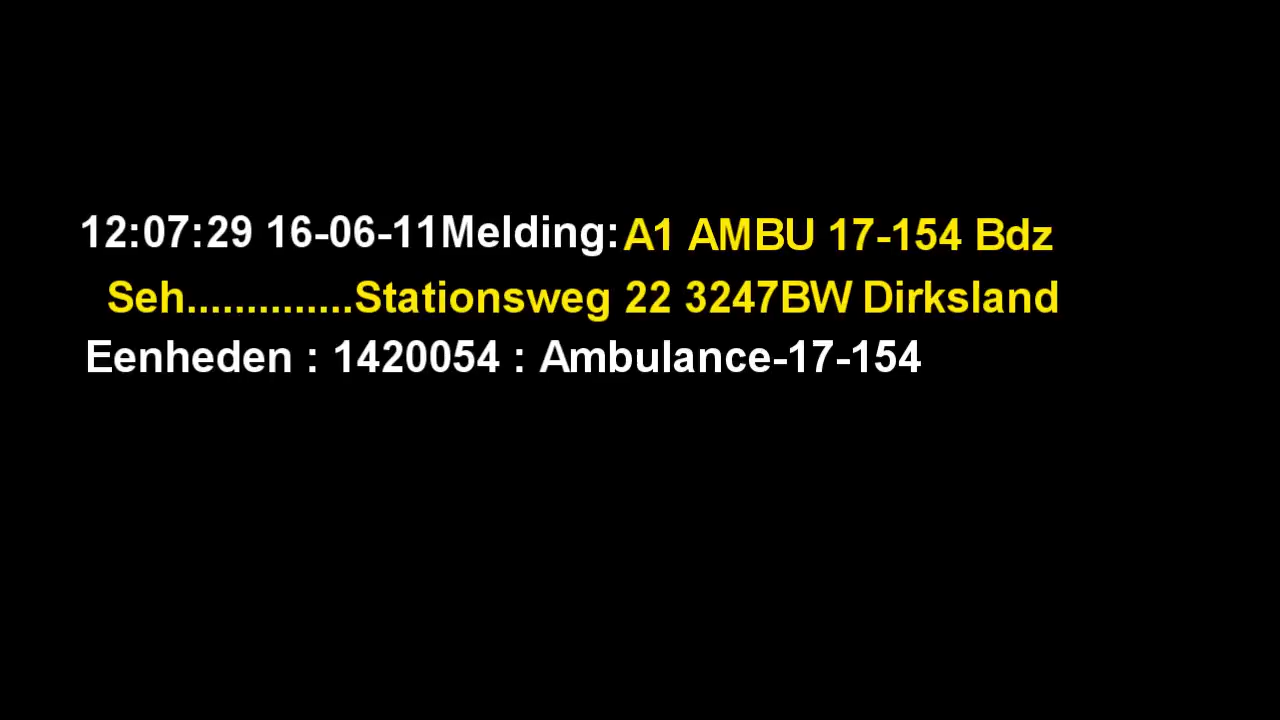 12:07:29 16-06-11Melding: A1 AMBU 17-154 Bdz
Seh..............Stationsweg 22 3247BW Dirksland
Eenheden : 1420054 : Ambulance-17-154